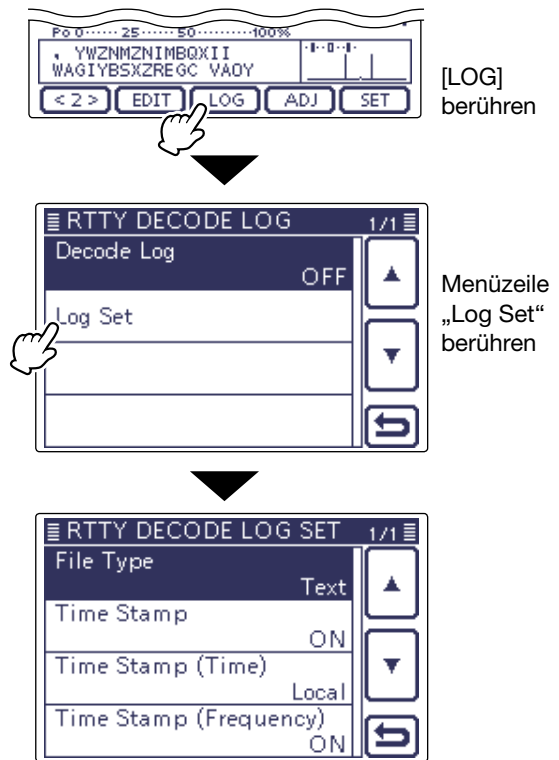 Po 0······25······50···········100%
. YWZNMZNIMBQXII
WAGIYBSXZREGC VAOY
<2> EDIT LOG ADJ SET
[LOG]
berühren
RTTY DECODE LOG 1/1
Decode Log
OFF
Log Set
Menüzeile
„Log Set“
berühren
RTTY DECODE LOG SET 1/1
File Type
Text
Time Stamp
ON
Time Stamp (Time)
Local
Time Stamp (Frequency)
ON